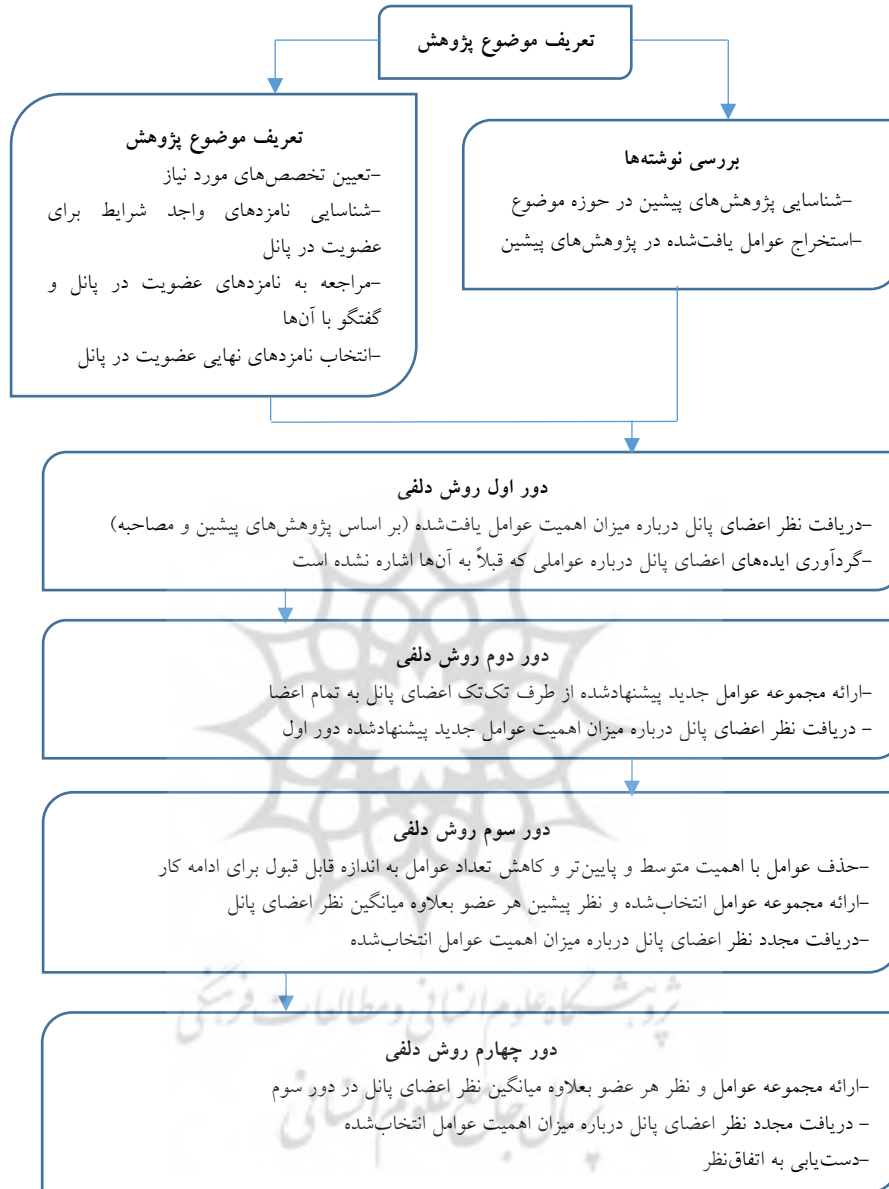 تعریف موضوع پژوهش
بررسی نوشته‌ها
-شناسایی پژوهش‌های پیشین در حوزه موضوع
-استخراج عوامل یافت‌شده در پژوهش‌های پیشین
تعریف موضوع پژوهش
-تعیین تخصص‌های مورد نیاز
-شناسایی نامزدهای واجد شرایط برای
عضویت در پانل
-مراجعه به نامزدهای عضویت در پانل و
گفتگو با آن‌ها
-انتخاب نامزدهای نهایی عضویت در پانل
دور اول روش دلفی
-دریافت نظر اعضای پانل درباره میزان اهمیت عوامل یافت‌شده (بر اساس پژوهش‌های پیشین و مصاحبه)
-گردآوری ایده‌های اعضای پانل درباره عواملی که قبلاً به آن‌ها اشاره نشده است
دور دوم روش دلفی
-ارائه مجموعه عوامل جدید پیشنهادشده از طرف تک‌تک اعضای پانل به تمام اعضا
- دریافت نظر اعضای پانل درباره میزان اهمیت عوامل جدید پیشنهادشده دور اول
دور سوم روش دلفی
-حذف عوامل با اهمیت متوسط و پایین‌تر و کاهش تعداد عوامل به اندازه قابل قبول برای ادامه کار
-ارائه مجموعه عوامل انتخاب‌شده و نظر پیشین هر عضو بعلاوه میانگین نظر اعضای پانل
-دریافت مجدد نظر اعضای پانل درباره میزان اهمیت عوامل انتخاب‌شده
پژوهشگاه علوم انسانی و مطالعات فرهنگی
دور چهارم روش دلفی
-ارائه مجموعه عوامل و نظر هر عضو بعلاوه میانگین نظر اعضای پانل در دور سوم
- دریافت مجدد نظر اعضای پانل درباره میزان اهمیت عوامل انتخاب‌شده
-دست‌یابی به اتفاق‌نظر
پرتال جامع علوم انسانی